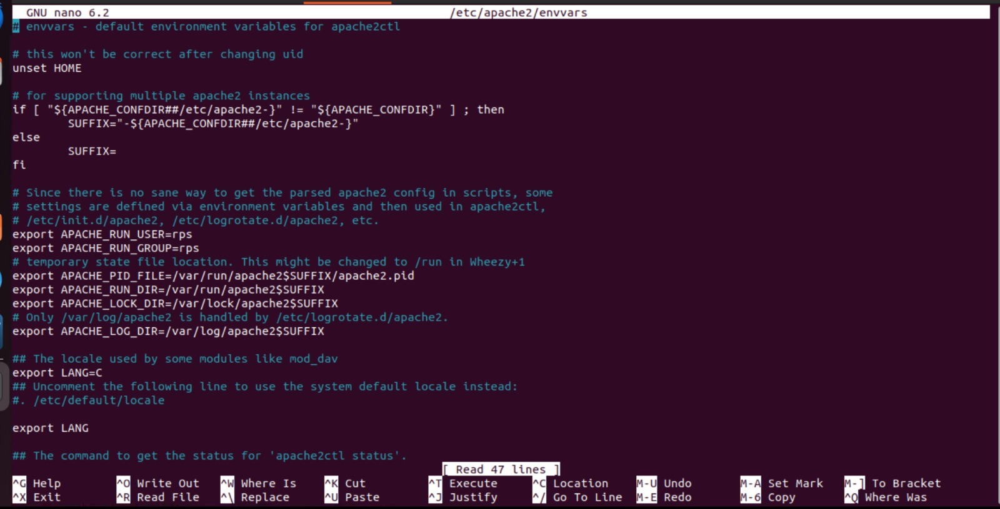 GNU nano 6.2 /etc/apache2/envvars
# envvars - default environment variables for apache2ctl
# this won't be correct after changing uid
unset HOME
# for supporting multiple apache2 instances
if [ "${APACHE_CONFDIR##/etc/apache2-}" != "${APACHE_CONFDIR}" ] ; then
        SUFFIX="-${APACHE_CONFDIR##/etc/apache2-}"
else
        SUFFIX=
fi
# Since there is no sane way to get the parsed apache2 config in scripts, some
# settings are defined via environment variables and then used in apache2ctl,
# /etc/init.d/apache2, /etc/logrotate.d/apache2, etc.
export APACHE_RUN_USER=rps
export APACHE_RUN_GROUP=rps
# temporary state file location. This might be changed to /run in Wheezy+1
export APACHE_PID_FILE=/var/run/apache2$SUFFIX/apache2.pid
export APACHE_RUN_DIR=/var/run/apache2$SUFFIX
export APACHE_LOCK_DIR=/var/lock/apache2$SUFFIX
# Only /var/log/apache2 is handled by /etc/logrotate.d/apache2.
export APACHE_LOG_DIR=/var/log/apache2$SUFFIX
## The locale used by some modules like mod_dav
export LANG=C
## Uncomment the following line to use the system default locale instead:
#. /etc/default/locale
export LANG
## The command to get the status for 'apache2ctl status'.
[ Read 47 lines ]
^G Help ^O Write Out ^W Where Is ^K Cut ^T Execute ^C Location M-U Undo M-A Set Mark M-] To Bracket
^X Exit ^R Read File ^\ Replace ^U Paste ^J Justify ^/ Go To Line M-E Redo M-6 Copy ^Q Where Was